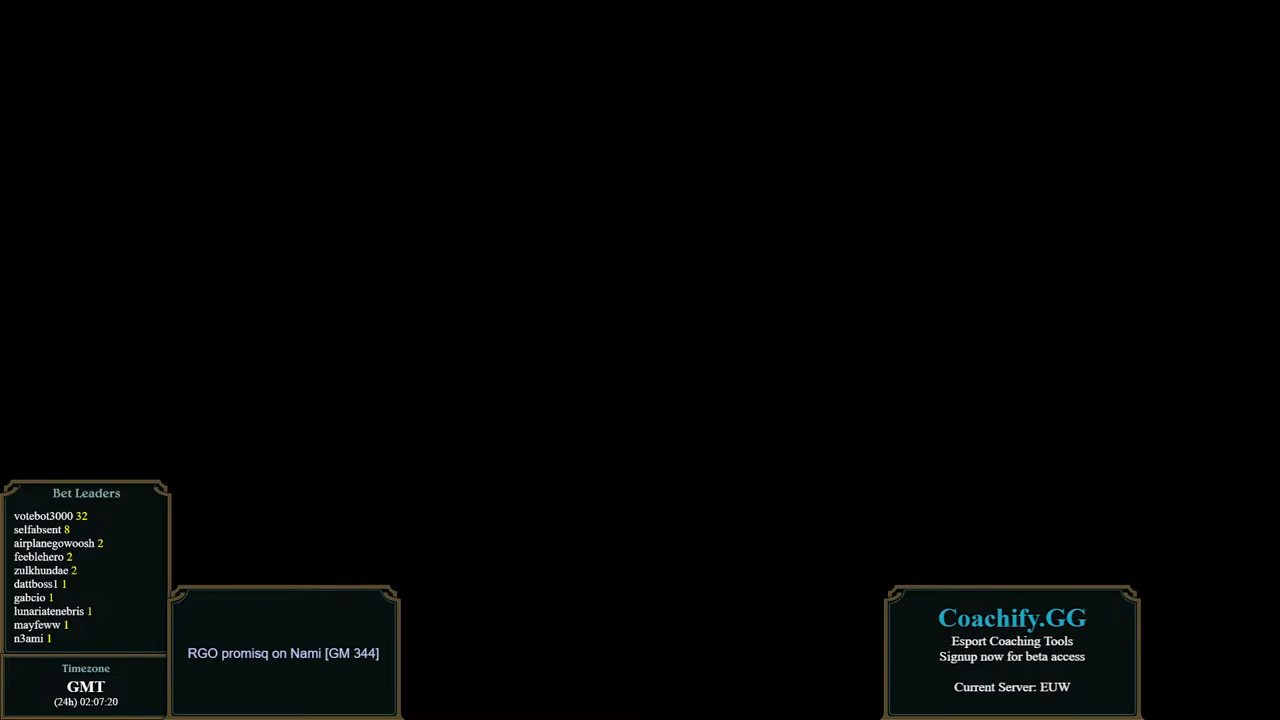 Bet Leaders
votebot3000 32
selfabsent 8
airplanegowoosh 2
feeblehero 2
zulkhundae 2
dattboss1 1
gabcio 1
lunariatenebris 1
mayfeww 1
n3ami 1
Timezone
GMT
(24h) 02:07:20
RGO promisq on Nami [GM 344]
Coachify.GG
Esport Coaching Tools
Signup now for beta access
Current Server: EUW